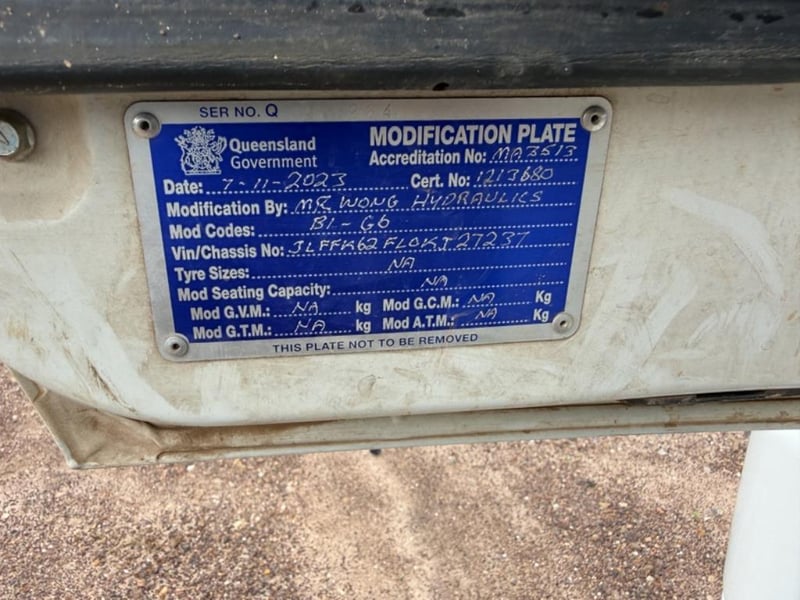 SER NO. Q
Queensland Government
MODIFICATION PLATE
Accreditation No: MA3513
Date: 7-11-2023 Cert. No: 1213680
Modification By: MR WONG HYDRAULICS
Mod Codes: B1-G6
Vin/Chassis No: JLFFK62FL0KJ27237
Tyre Sizes: NA
Mod Seating Capacity: NA
Mod G.V.M.: NA kg Mod G.C.M.: NA Kg
Mod G.T.M.: NA kg Mod A.T.M.: NA Kg
THIS PLATE NOT TO BE REMOVED